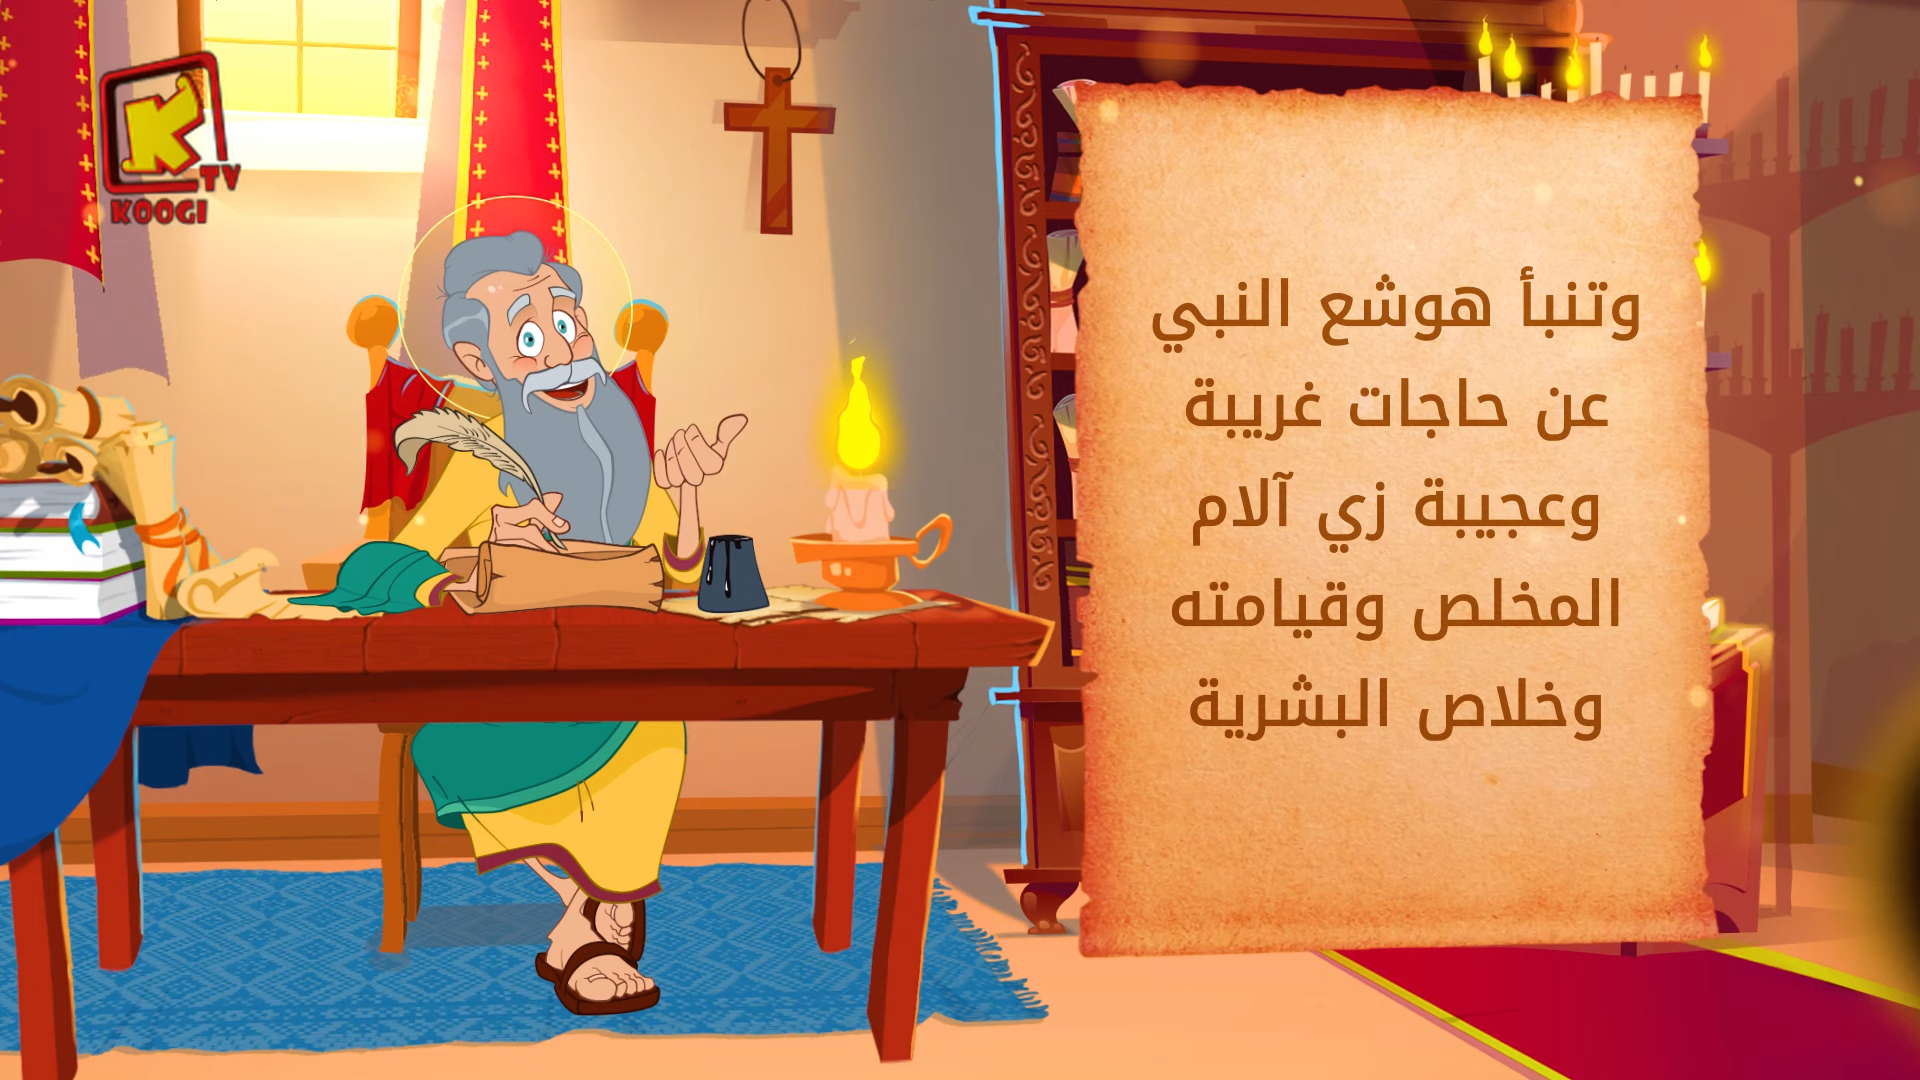 K TV
KOOGI
وتنبأ هوشع النبي
عن حاجات غريبة
وعجيبة زي آلام
المخلص وقيامته
وخلاص البشرية